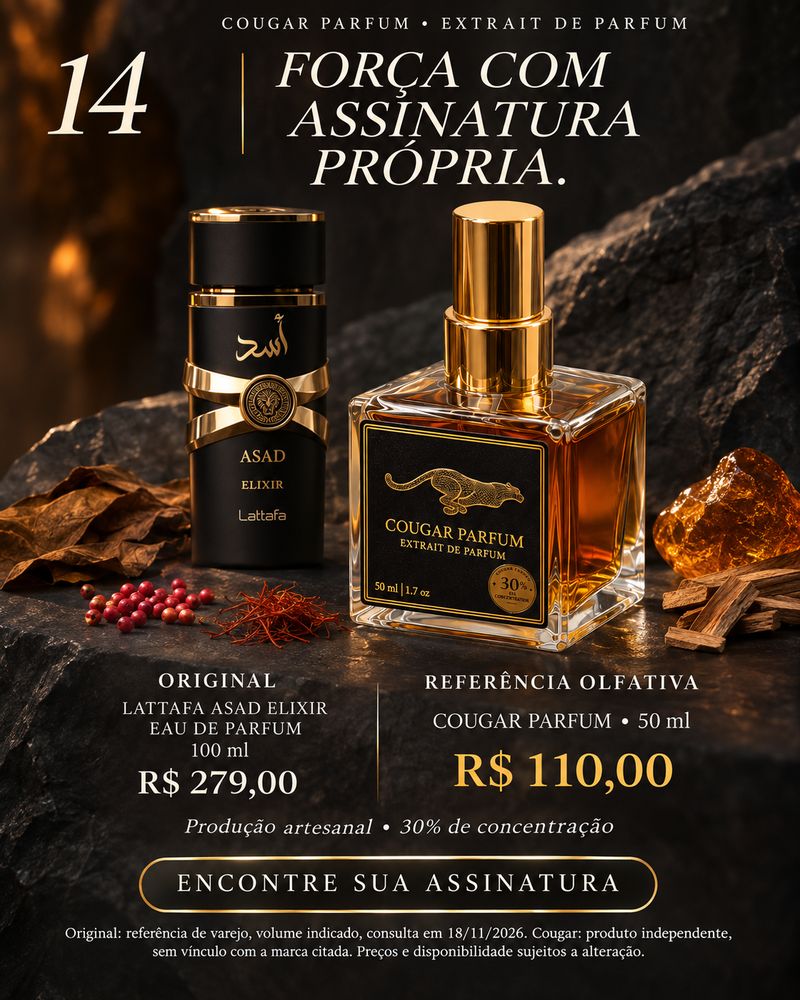 COUGAR PARFUM • EXTRAIT DE PARFUM
14
FORÇA COM
ASSINATURA
PRÓPRIA.
أسد
ASAD
ELIXIR
Lattafa
COUGAR PARFUM
EXTRAIT DE PARFUM
50 ml | 1.7 oz
30%
ORIGINAL
LATTAFA ASAD ELIXIR
EAU DE PARFUM
100 ml
R$ 279,00
REFERÊNCIA OLFATIVA
COUGAR PARFUM • 50 ml
R$ 110,00
Produção artesanal • 30% de concentração
ENCONTRE SUA ASSINATURA
Original: referência de varejo, volume indicado, consulta em 18/11/2026. Cougar: produto independente,
sem vínculo com a marca citada. Preços e disponibilidade sujeitos a alteração.